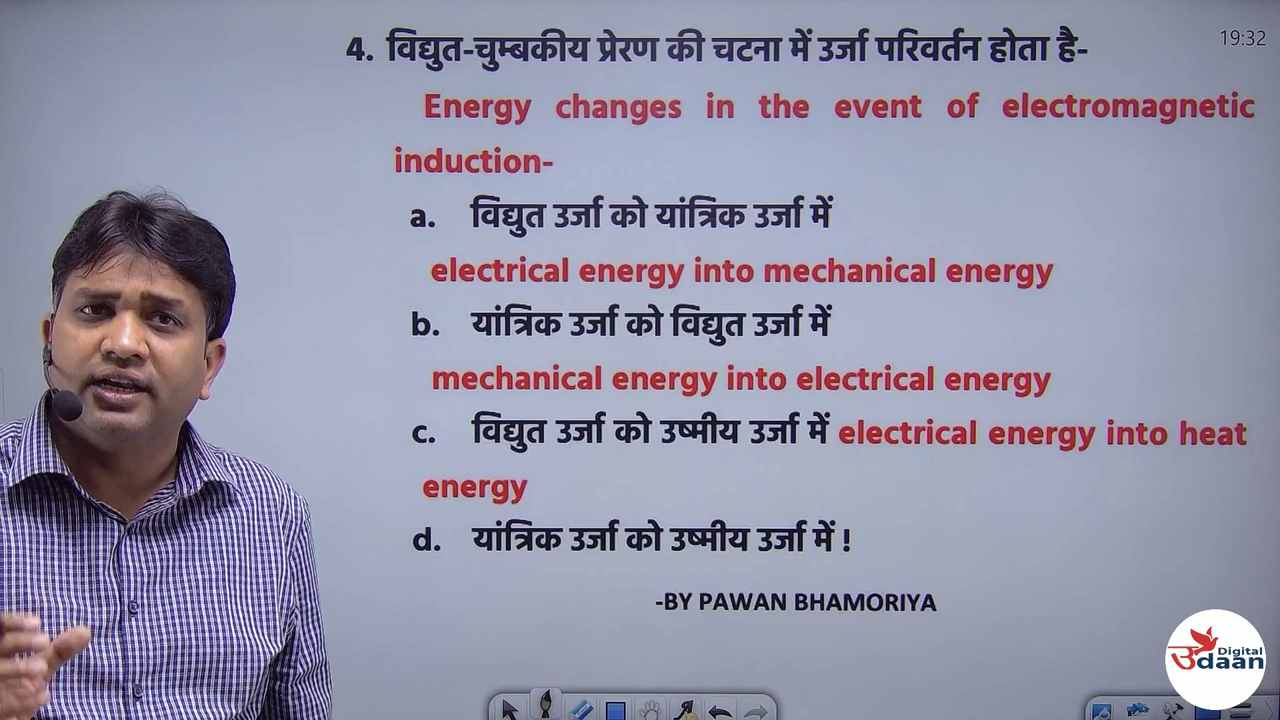 19:32
4. विद्युत-चुम्बकीय प्रेरण की चटना में उर्जा परिवर्तन होता है-
Energy changes in the event of electromagnetic
induction-
a. विद्युत उर्जा को यांत्रिक उर्जा में
electrical energy into mechanical energy
b. यांत्रिक उर्जा को विद्युत उर्जा में
mechanical energy into electrical energy
c. विद्युत उर्जा को उष्मीय उर्जा में electrical energy into heat
energy
d. यांत्रिक उर्जा को उष्मीय उर्जा में !
-BY PAWAN BHAMORIYA
Digital
उdaan